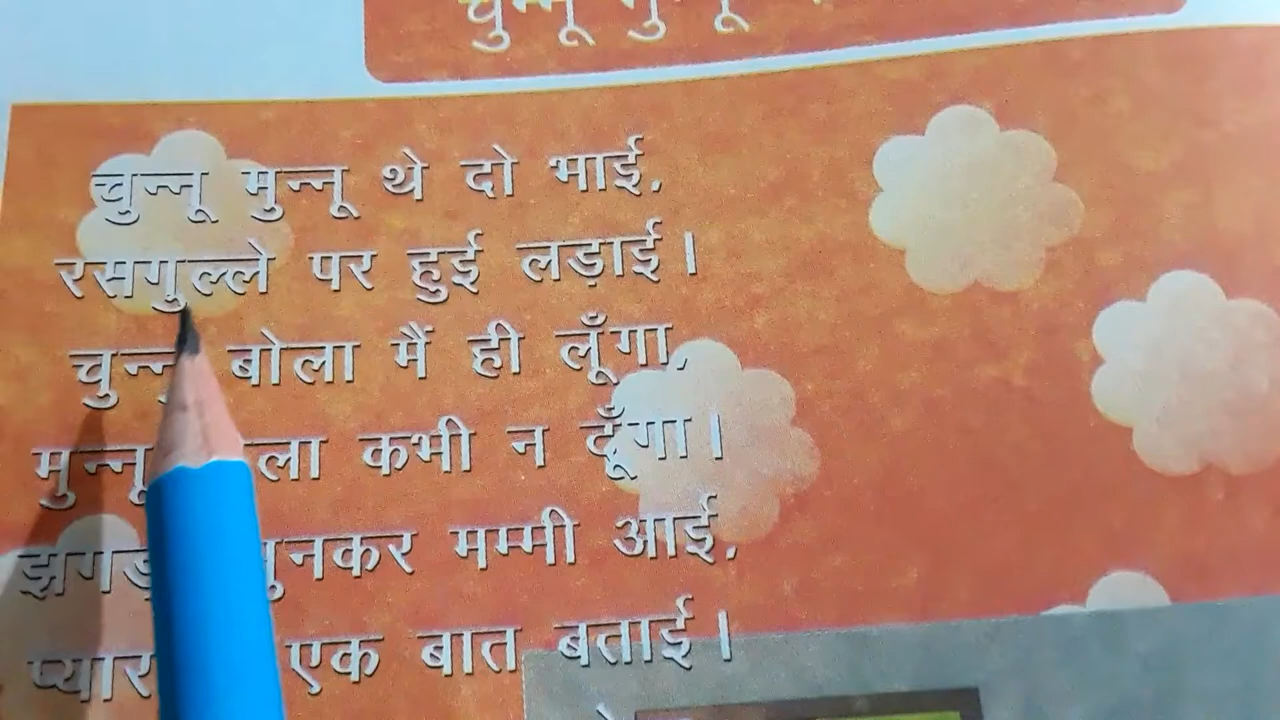 चुन्नू मुन्नू
चुन्नू मुन्नू थे दो भाई,
रसगुल्ले पर हुई लड़ाई।
चुन्नू बोला मैं ही लूँगा,
मुन्नू कभी न दूँगा।
मम्मी आई,
प्यार एक बात बताई।